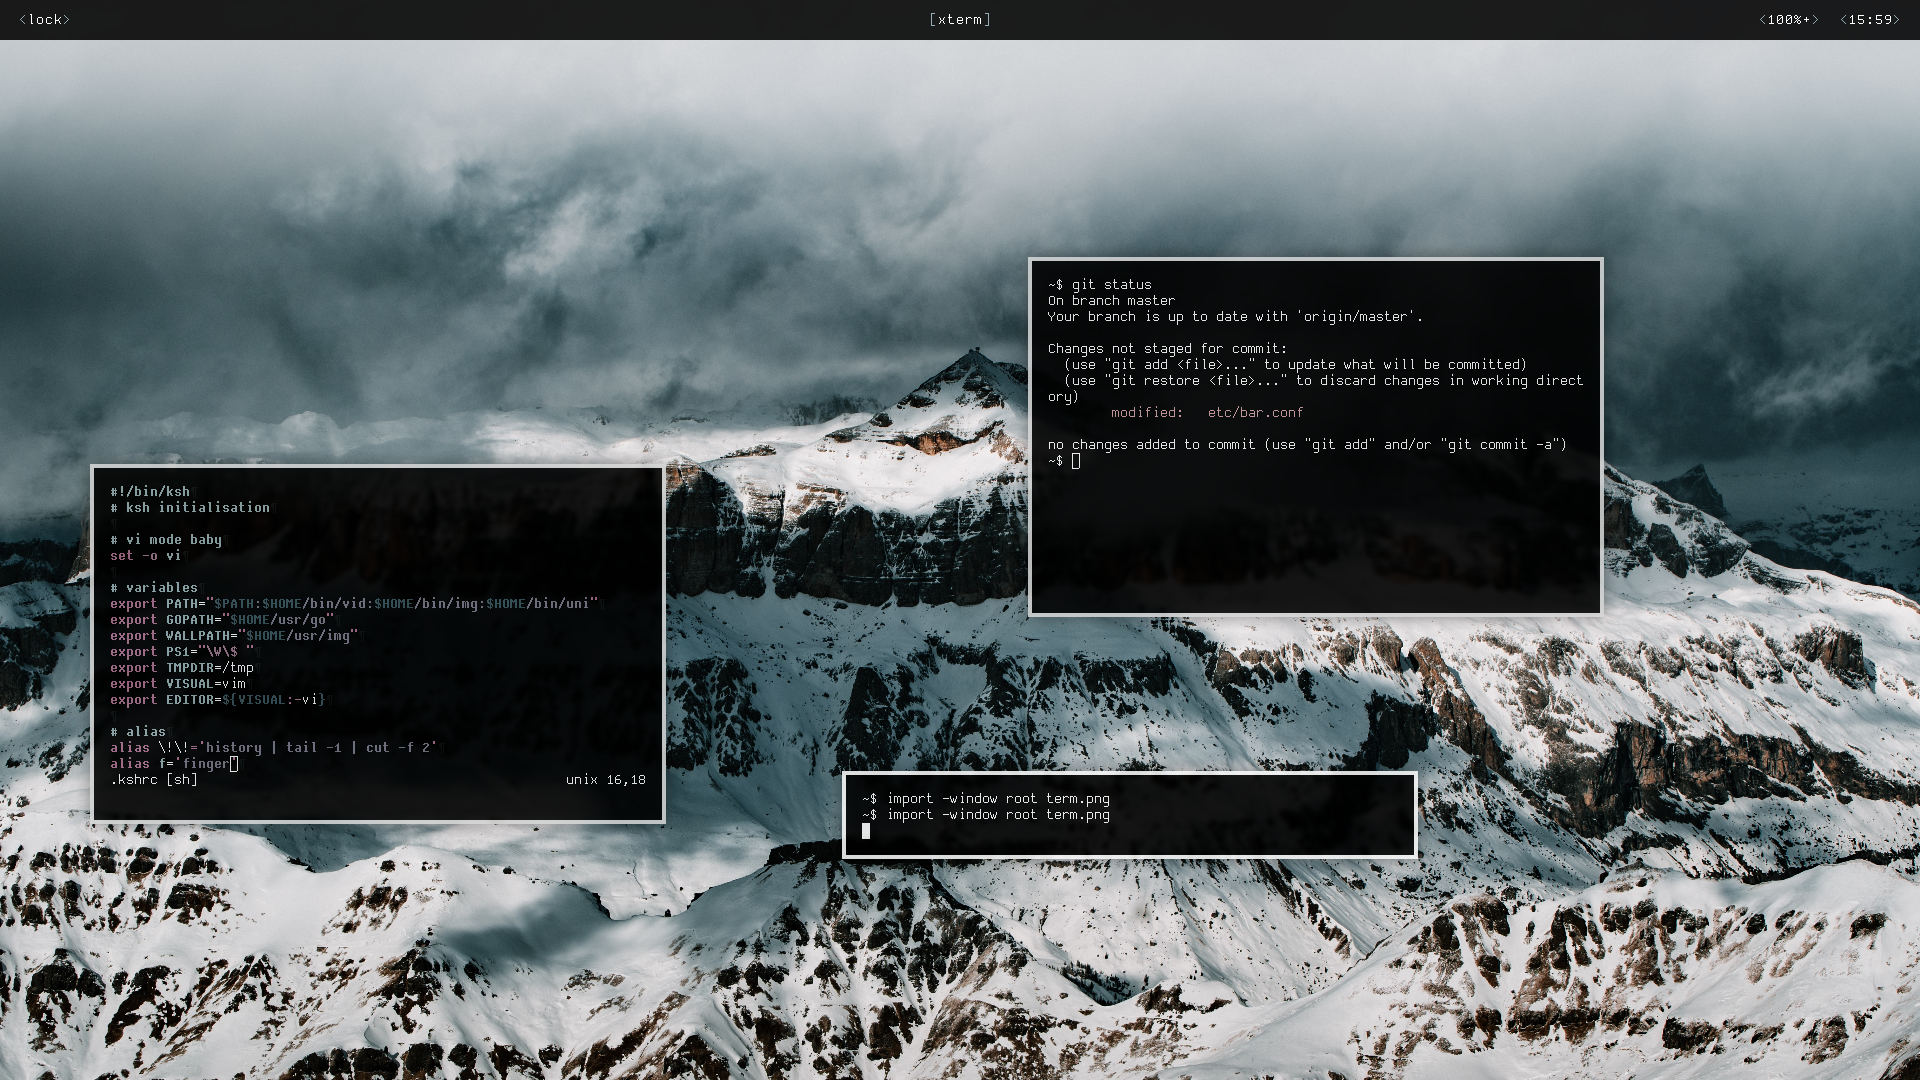 <lock>
[xterm]
<100%+> <15:59>
~$ git status
On branch master
Your branch is up to date with 'origin/master'.
Changes not staged for commit:
  (use "git add <file>..." to update what will be committed)
  (use "git restore <file>..." to discard changes in working direct
ory)
        modified:   etc/bar.conf
no changes added to commit (use "git add" and/or "git commit -a")
~$
#!/bin/ksh
# ksh initialisation
# vi mode baby
set -o vi
# variables
export PATH="$PATH:$HOME/bin/vid:$HOME/bin/img:$HOME/bin/uni"
export GOPATH="$HOME/usr/go"
export WALLPATH="$HOME/usr/img"
export PS1="\W\$ "
export TMPDIR=/tmp
export VISUAL=vim
export EDITOR=${VISUAL:-vi}
# alias
alias \!\!='history | tail -1 | cut -f 2'
alias f='finger'
.kshrc [sh] unix 16,18
~$ import -window root term.png
~$ import -window root term.png